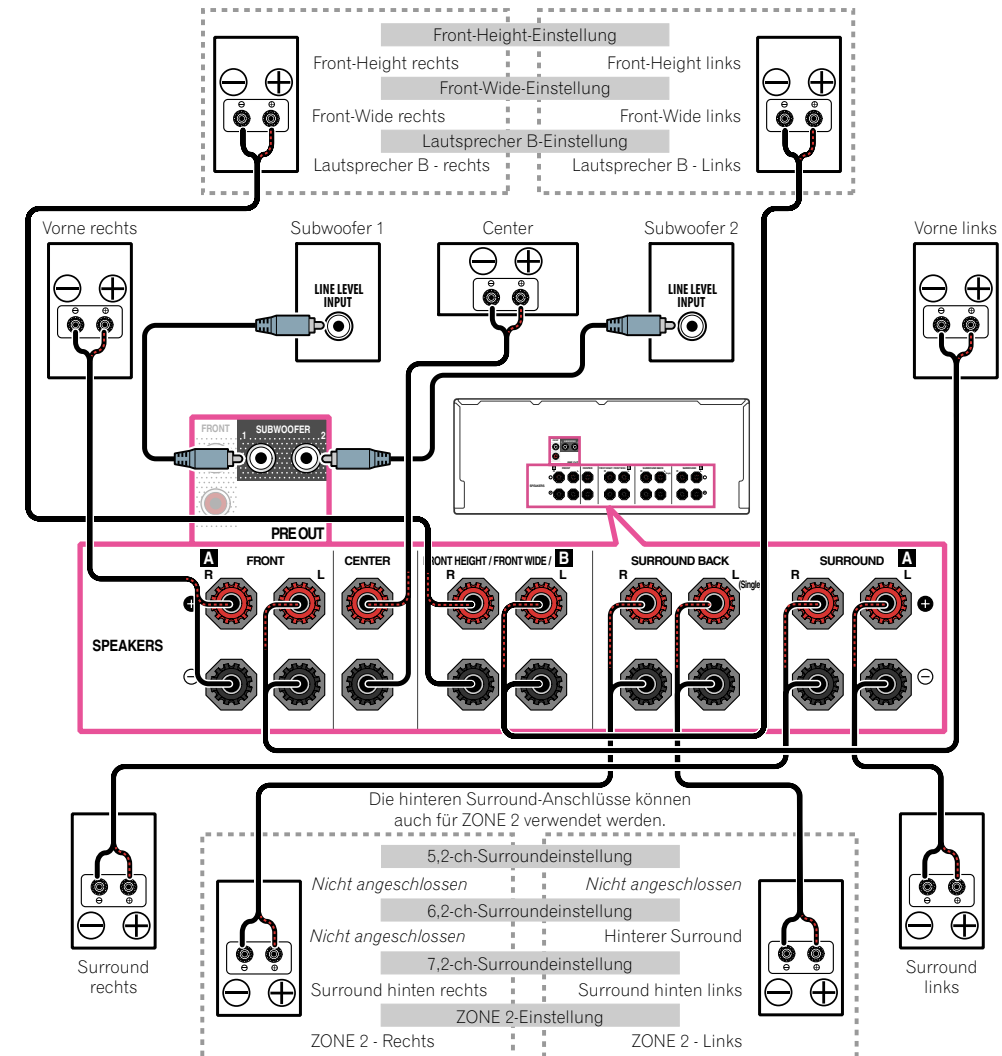 Front-Height-Einstellung
Front-Height rechts Front-Height links
Front-Wide-Einstellung
Front-Wide rechts Front-Wide links
Lautsprecher B-Einstellung
Lautsprecher B - rechts Lautsprecher B - Links
Vorne rechts Subwoofer 1 Center Subwoofer 2 Vorne links
LINE LEVEL INPUT LINE LEVEL INPUT
FRONT SUBWOOFER
1 2
PRE OUT
A FRONT CENTER FRONT HEIGHT / FRONT WIDE / B SURROUND BACK SURROUND A
R L R L R L R L
(Single
SPEAKERS
Die hinteren Surround-Anschlüsse können
auch für ZONE 2 verwendet werden.
5,2-ch-Surroundeinstellung
Nicht angeschlossen Nicht angeschlossen
6,2-ch-Surroundeinstellung
Nicht angeschlossen Hinterer Surround
7,2-ch-Surroundeinstellung
Surround hinten rechts Surround hinten links
ZONE 2-Einstellung
ZONE 2 - Rechts ZONE 2 - Links
Surround
rechts
Surround
links